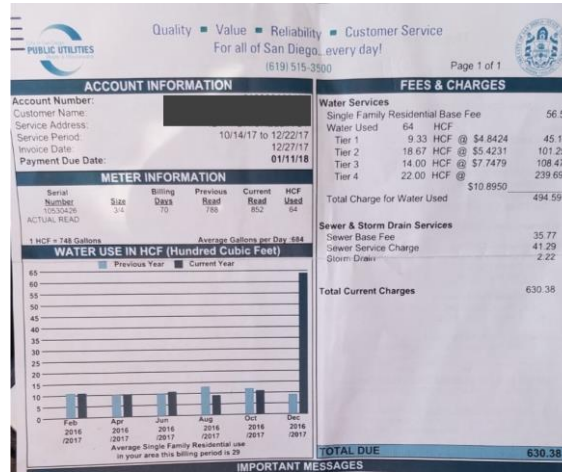 PUBLIC UTILITIES
Quality Value Reliability Customer Service
For all of San Diego...every day!
(619) 515-3500
Page 1 of 1
ACCOUNT INFORMATION
Account Number:
Customer Name:
Service Address:
Service Period: 10/14/17 to 12/22/17
Invoice Date: 12/27/17
Payment Due Date: 01/11/18
METER INFORMATION
Serial Number Size Billing Days Previous Read Current Read HCF Used
10530426 3/4 70 788 852 64
ACTUAL READ
1 HCF = 748 Gallons Average Gallons per Day :684
WATER USE IN HCF (Hundred Cubic Feet)
Previous Year Current Year
65
60
55
50
45
40
35
30
25
20
15
10
5
0
Feb Apr Jun Aug Oct Dec
2016 2016 2016 2016 2016 2016
/2017 /2017 /2017 /2017 /2017 /2017
Average Single Family Residential use
in your area this billing period is 29
FEES & CHARGES
Water Services
Single Family Residential Base Fee 56.5
Water Used 64 HCF
Tier 1 9.33 HCF @ $4.8424 45.1
Tier 2 18.67 HCF @ $5.4231 101.25
Tier 3 14.00 HCF @ $7.7479 108.47
Tier 4 22.00 HCF @ 239.69
$10.8950
Total Charge for Water Used 494.59
Sewer & Storm Drain Services
Sewer Base Fee 35.77
Sewer Service Charge 41.29
Storm Drain 2.22
Total Current Charges 630.38
TOTAL DUE 630.38
IMPORTANT MESSAGES